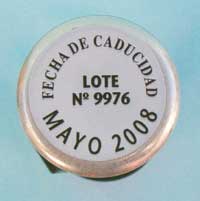 FECHA DE CADUCIDAD
LOTE
Nº 9976
MAYO 2008